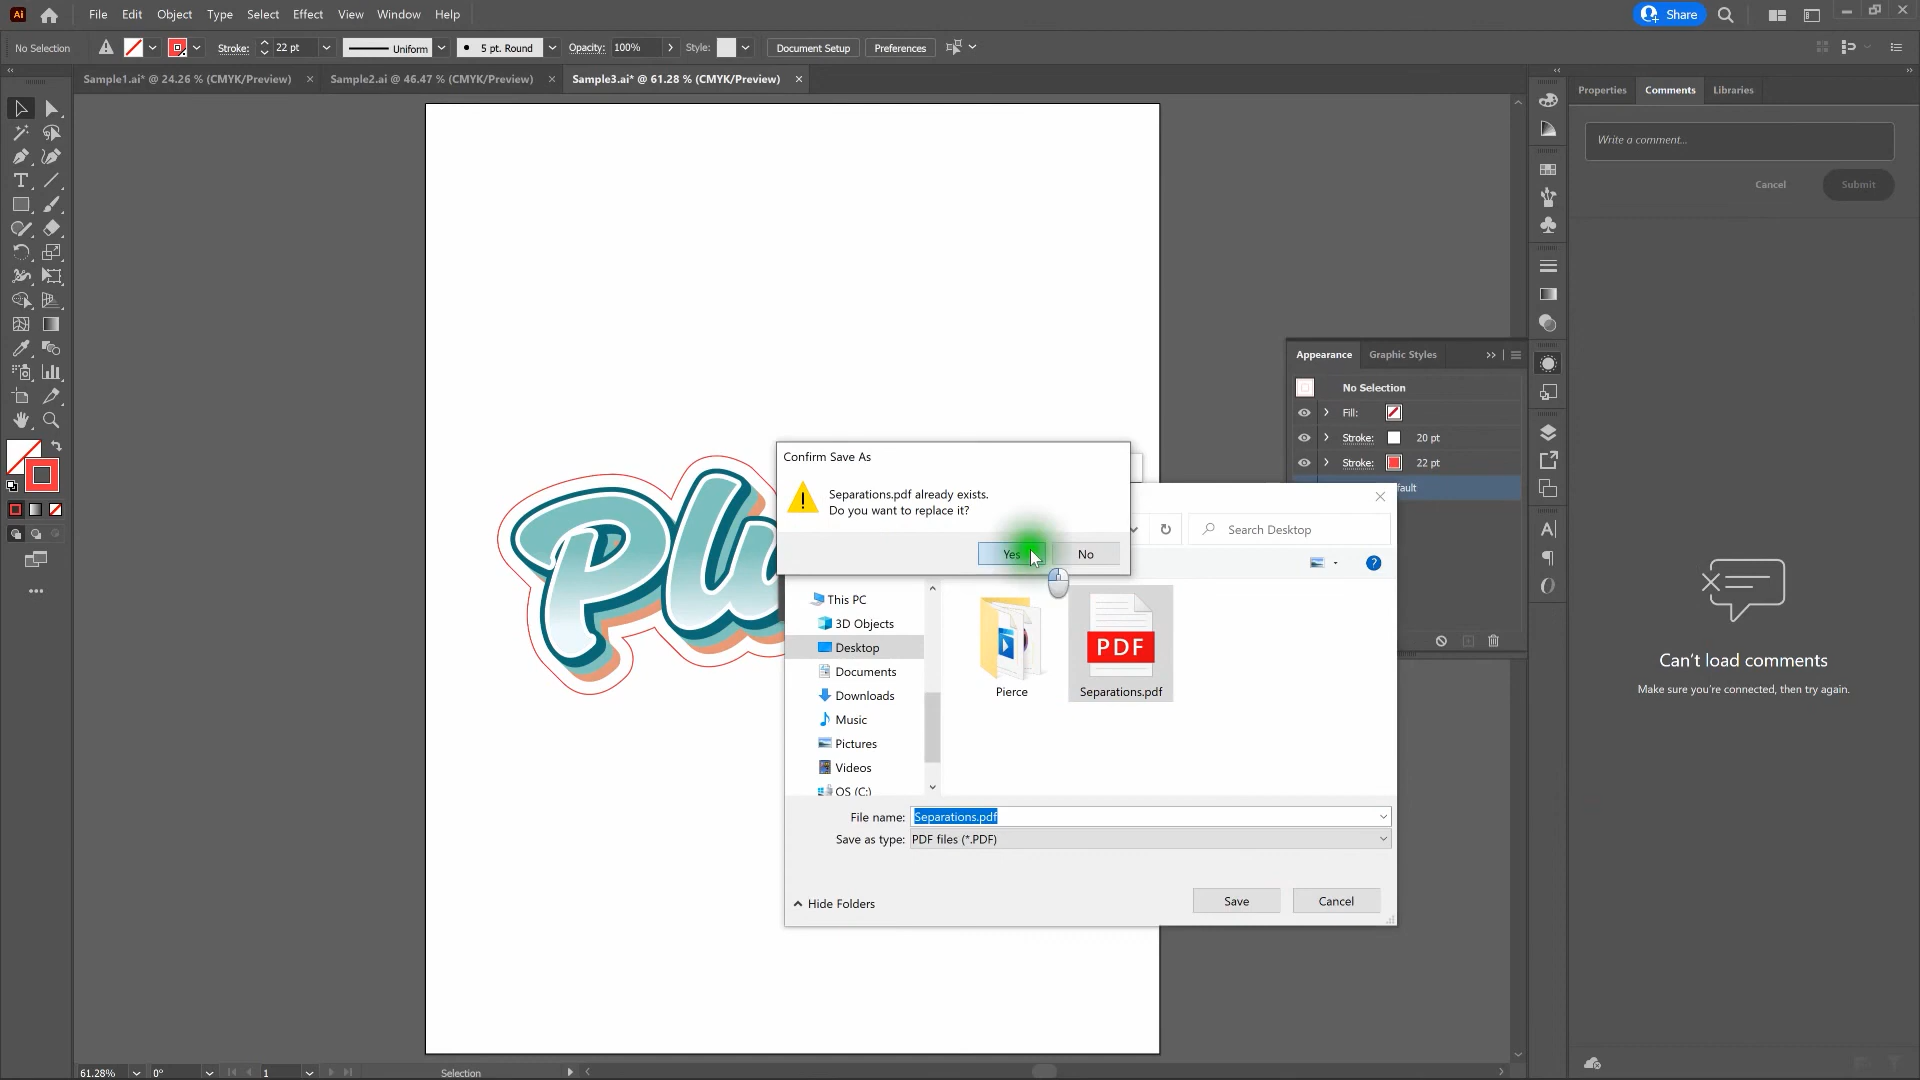 Ai
File
Edit
Object
Type
Select
Effect
View
Window
Help
Share
No Selection
Stroke:
22 pt
Uniform
5 pt. Round
Opacity:
100%
Style:
Document Setup
Preferences
Sample1.ai* @ 24.26 % (CMYK/Preview)
Sample2.ai @ 46.47 % (CMYK/Preview)
Sample3.ai* @ 61.28 % (CMYK/Preview)
Properties
Comments
Libraries
Write a comment...
Cancel
Submit
Appearance
Graphic Styles
No Selection
Fill:
Stroke:
20 pt
Stroke:
22 pt
fault
Confirm Save As
Separations.pdf already exists.
Do you want to replace it?
Yes
No
Search Desktop
This PC
3D Objects
Desktop
Documents
Downloads
Music
Pictures
Videos
OS (C:)
Pierce
PDF
Separations.pdf
File name:
Separations.pdf
Save as type:
PDF files (*.PDF)
Hide Folders
Save
Cancel
Can't load comments
Make sure you're connected, then try again.
61.28%
0°
1
Selection